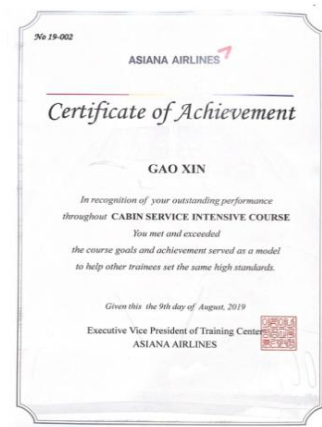 No 19-002
ASIANA AIRLINES
Certificate of Achievement
GAO XIN
In recognition of your outstanding performance
throughout CABIN SERVICE INTENSIVE COURSE
You met and exceeded
the course goals and achievement served as a model
to help other trainees set the same high standards.
Given this the 9th day of August, 2019
Executive Vice President of Training Center
ASIANA AIRLINES